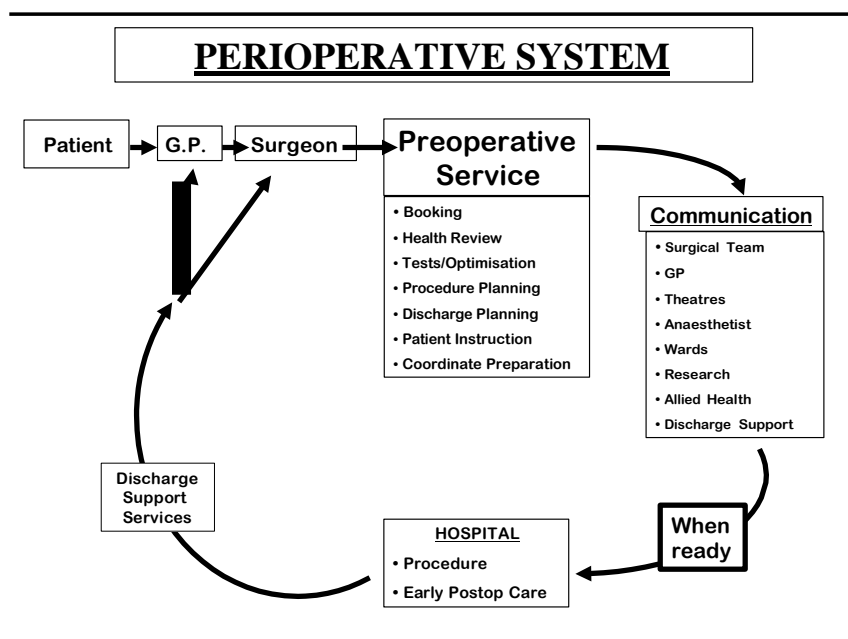 PERIOPERATIVE SYSTEM
Patient
G.P.
Surgeon
Preoperative
Service
• Booking
• Health Review
• Tests/Optimisation
• Procedure Planning
• Discharge Planning
• Patient Instruction
• Coordinate Preparation
Communication
• Surgical Team
• GP
• Theatres
• Anaesthetist
• Wards
• Research
• Allied Health
• Discharge Support
When
ready
HOSPITAL
• Procedure
• Early Postop Care
Discharge
Support
Services